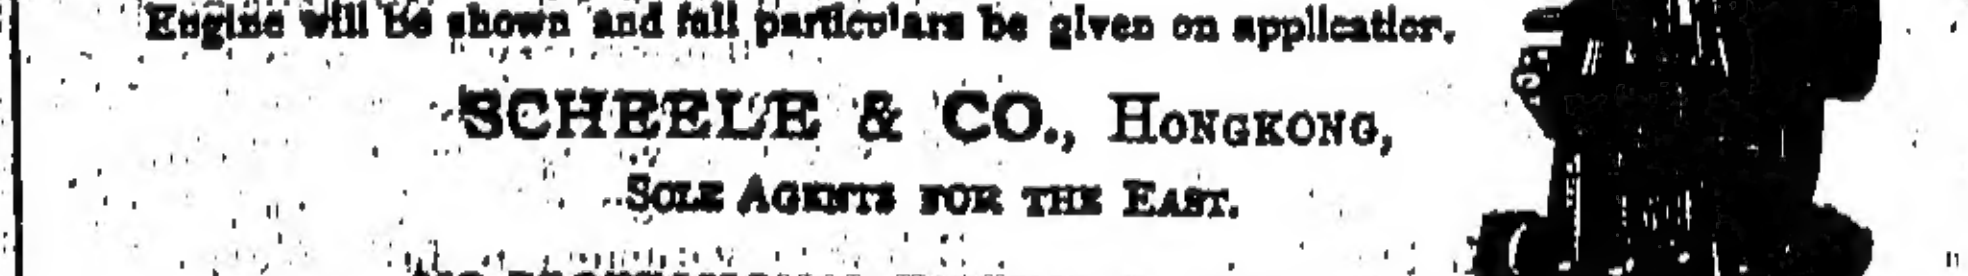 Engine will be shown and full particulars be given on application.
SCHEELE & CO., HONGKONG,
SOLE AGENTS FOR THE EAST.